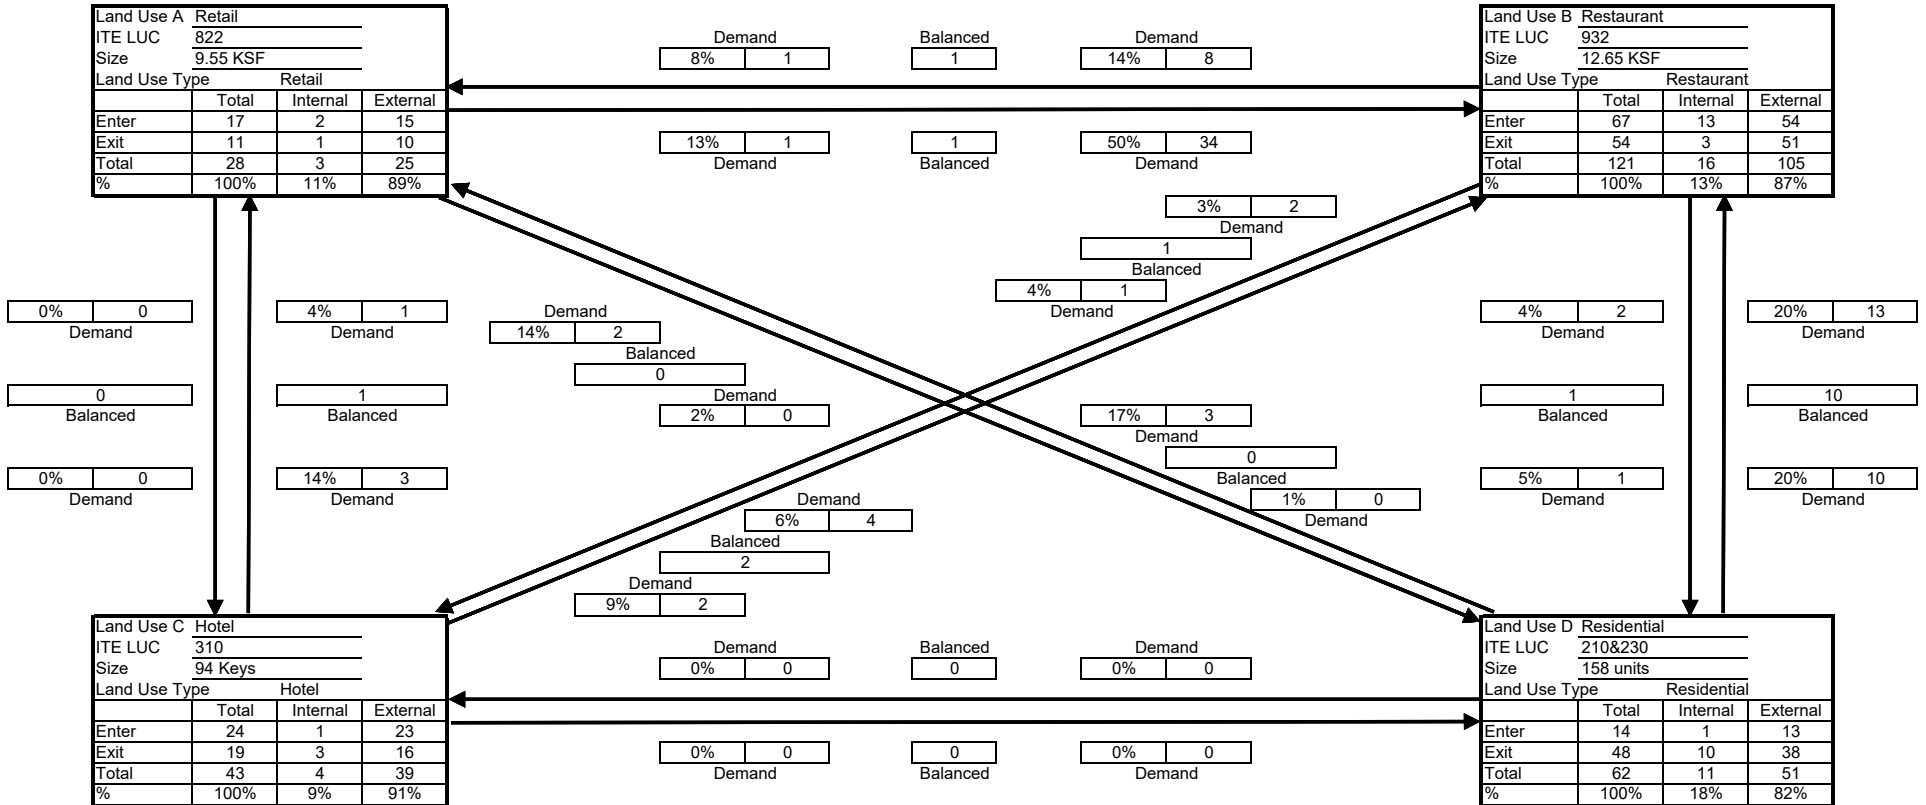 Land Use A Retail
ITE LUC 822
Size 9.55 KSF
Land Use Type Retail
Total Internal External
Enter 17 2 15
Exit 11 1 10
Total 28 3 25
% 100% 11% 89%
Demand Balanced Demand
8% 1 1 14% 8
13% 1 1 50% 34
Demand Balanced Demand
Land Use B Restaurant
ITE LUC 932
Size 12.65 KSF
Land Use Type Restaurant
Total Internal External
Enter 67 13 54
Exit 54 3 51
Total 121 16 105
% 100% 13% 87%
3% 2
Demand
1
Balanced
4% 1
Demand
0% 0 4% 1
Demand Demand
0 1
Balanced Balanced
0% 0 14% 3
Demand Demand
Demand
14% 2
Balanced
0
Demand
2% 0
17% 3
Demand
0
Balanced
1% 0
Demand
4% 2 20% 13
Demand Demand
1 10
Balanced Balanced
5% 1 20% 10
Demand Demand
Demand
6% 4
Balanced
2
Demand
9% 2
Land Use C Hotel
ITE LUC 310
Size 94 Keys
Land Use Type Hotel
Total Internal External
Enter 24 1 23
Exit 19 3 16
Total 43 4 39
% 100% 9% 91%
Demand Balanced Demand
0% 0 0 0% 0
0% 0 0 0% 0
Demand Balanced Demand
Land Use D Residential
ITE LUC 210&230
Size 158 units
Land Use Type Residential
Total Internal External
Enter 14 1 13
Exit 48 10 38
Total 62 11 51
% 100% 18% 82%